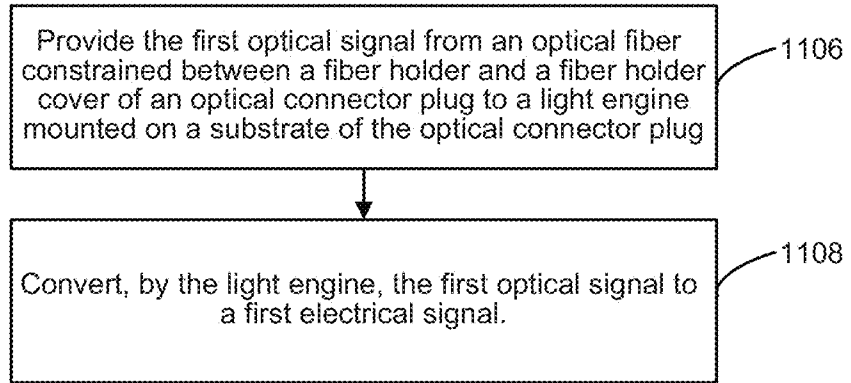 Provide the first optical signal from an optical fiber
constrained between a fiber holder and a fiber holder
cover of an optical connector plug to a light engine
mounted on a substrate of the optical connector plug
1106
Convert, by the light engine, the first optical signal to
a first electrical signal.
1108